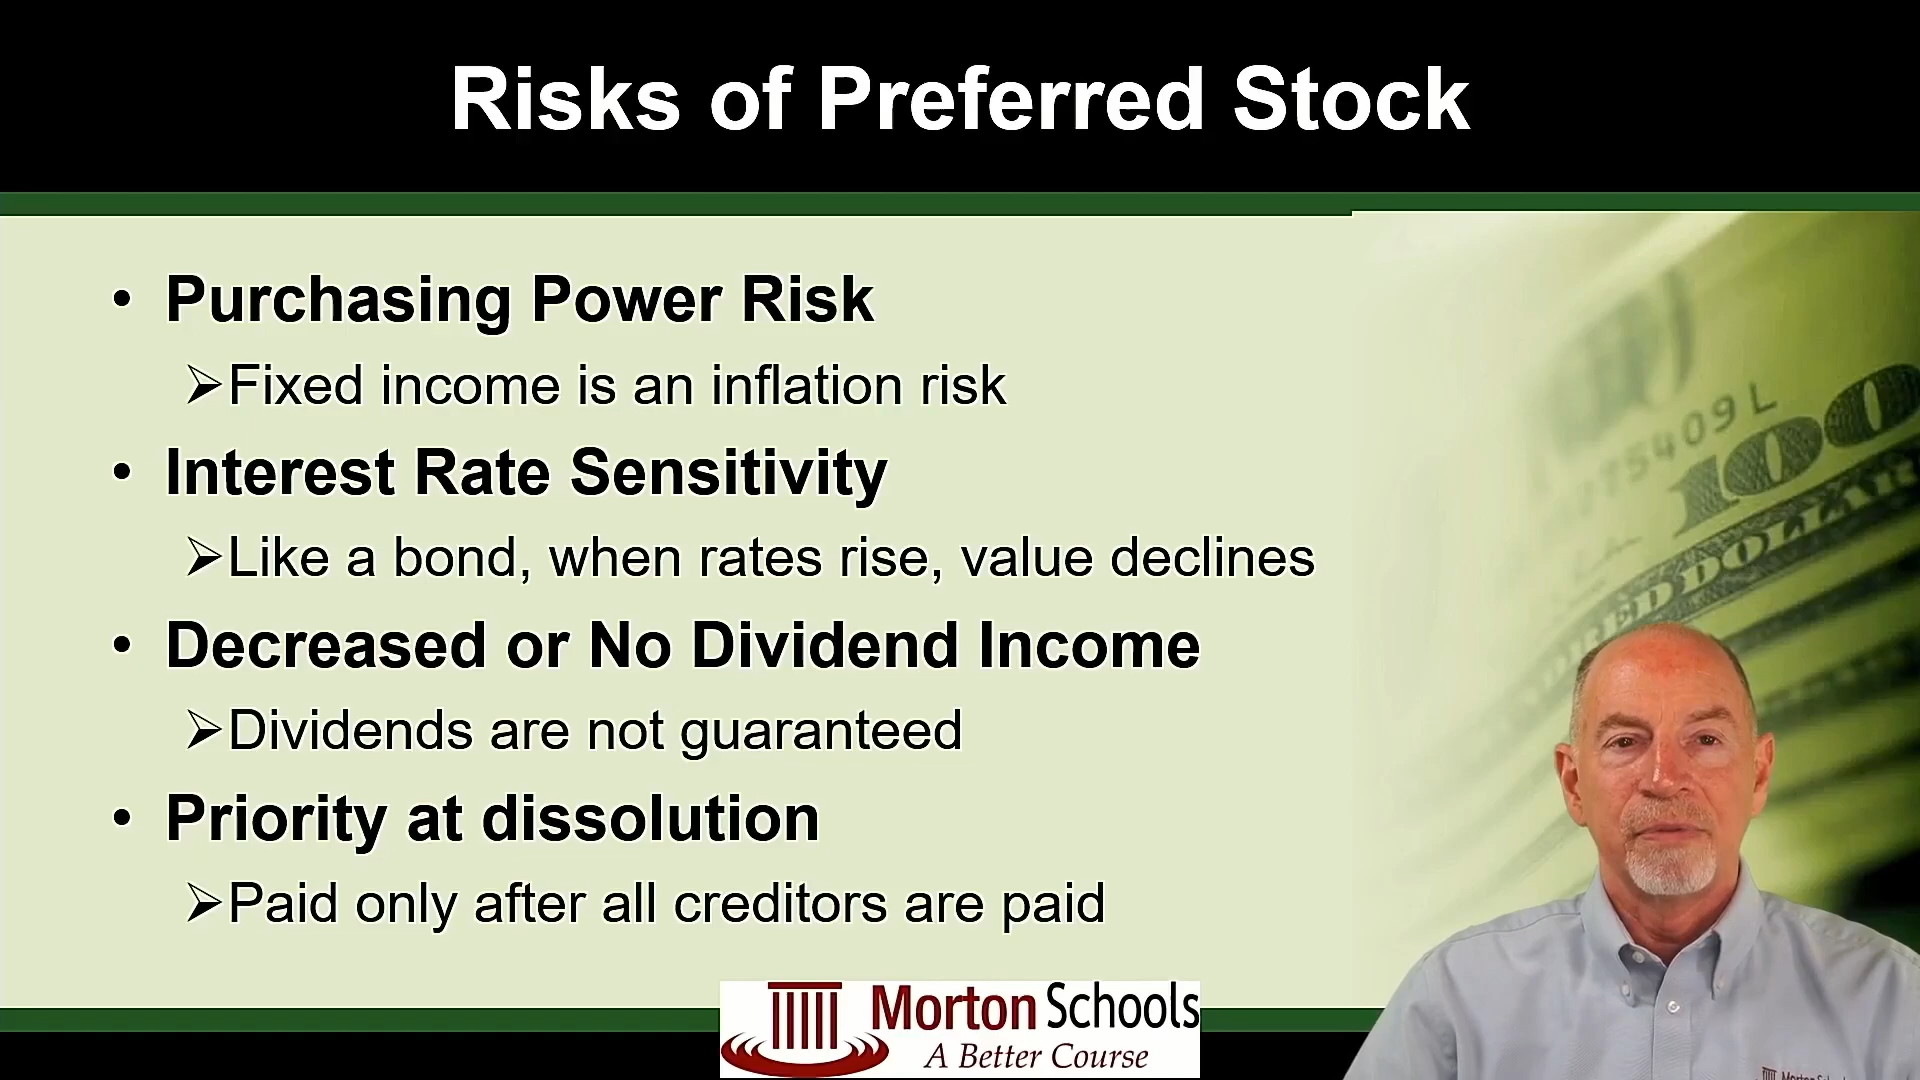 Risks of Preferred Stock
• Purchasing Power Risk
➢Fixed income is an inflation risk
• Interest Rate Sensitivity
➢Like a bond, when rates rise, value declines
• Decreased or No Dividend Income
➢Dividends are not guaranteed
• Priority at dissolution
➢Paid only after all creditors are paid
Morton Schools
A Better Course
100